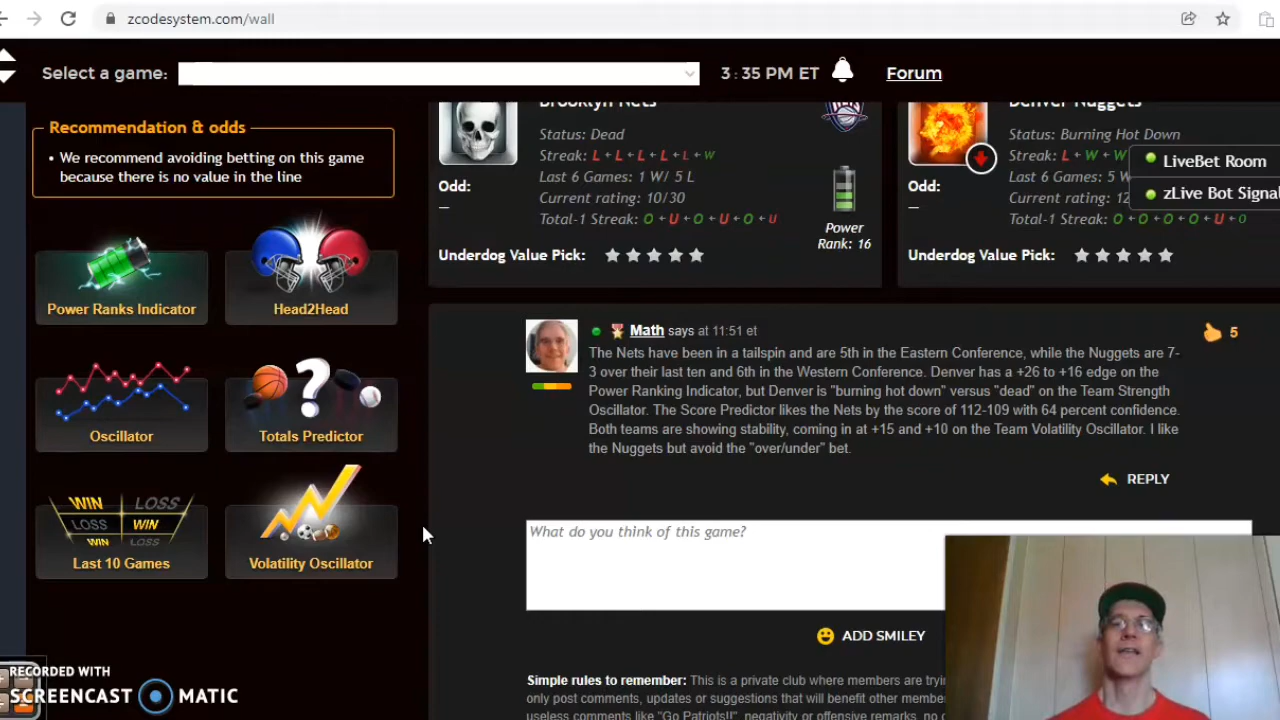 zcodesystem.com/wall
Select a game:
3:35 PM ET
Forum
Recommendation & odds
• We recommend avoiding betting on this game
because there is no value in the line
Power Ranks Indicator
Head2Head
Oscillator
Totals Predictor
WIN LOSS
LOSS WIN
WIN LOSS
Last 10 Games
Volatility Oscillator
Brooklyn Nets
Status: Dead
Streak: L L L L L W
Last 6 Games: 1 W/ 5 L
Odd:
—
Current rating: 10/30
Total-1 Streak: O U O U O U
Power
Rank: 16
Underdog Value Pick:
Denver Nuggets
Status: Burning Hot Down
Streak: L W W
Last 6 Games: 5 W
Odd:
—
Current rating: 12
Total-1 Streak: O O O O U O
Underdog Value Pick:
LiveBet Room
zLive Bot Signal
Math says at 11:51 et
5
The Nets have been in a tailspin and are 5th in the Eastern Conference, while the Nuggets are 7-
3 over their last ten and 6th in the Western Conference. Denver has a +26 to +16 edge on the
Power Ranking Indicator, but Denver is "burning hot down" versus "dead" on the Team Strength
Oscillator. The Score Predictor likes the Nets by the score of 112-109 with 64 percent confidence.
Both teams are showing stability, coming in at +15 and +10 on the Team Volatility Oscillator. I like
the Nuggets but avoid the "over/under" bet.
REPLY
What do you think of this game?
ADD SMILEY
Simple rules to remember: This is a private club where members are tryi
only post comments, updates or suggestions that will benefit other membe
useless comments like "Go Patriots!!", negativity or offensive remarks, no
RECORDED WITH
SCREENCAST MATIC